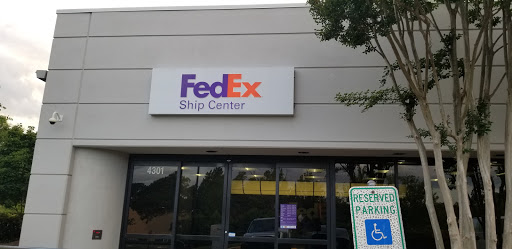 FedEx
Ship Center
4301
RESERVED
PARKING